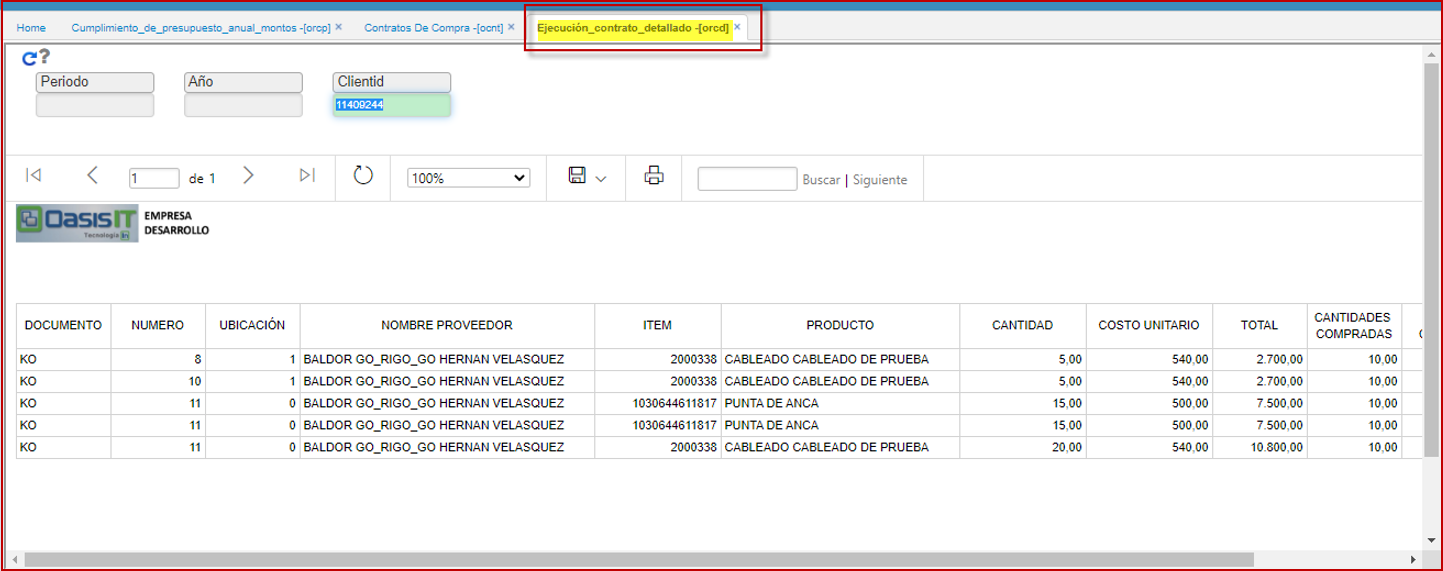 Home Cumplimiento_de_presupuesto_anual_montos -[orcp] × Contratos De Compra -[ocnt] × Ejecución_contrato_detallado -[orcd] ×
?
Periodo Año Clientid
11409244
1 de 1 100% Buscar | Siguiente
OasisIT EMPRESA
Tecnología DESARROLLO
DOCUMENTO NUMERO UBICACIÓN NOMBRE PROVEEDOR ITEM PRODUCTO CANTIDAD COSTO UNITARIO TOTAL CANTIDADES COMPRADAS
KO 8 1 BALDOR GO_RIGO_GO HERNAN VELASQUEZ 2000338 CABLEADO CABLEADO DE PRUEBA 5,00 540,00 2.700,00 10,00
KO 10 1 BALDOR GO_RIGO_GO HERNAN VELASQUEZ 2000338 CABLEADO CABLEADO DE PRUEBA 5,00 540,00 2.700,00 10,00
KO 11 0 BALDOR GO_RIGO_GO HERNAN VELASQUEZ 1030644611817 PUNTA DE ANCA 15,00 500,00 7.500,00 10,00
KO 11 0 BALDOR GO_RIGO_GO HERNAN VELASQUEZ 1030644611817 PUNTA DE ANCA 15,00 500,00 7.500,00 10,00
KO 11 0 BALDOR GO_RIGO_GO HERNAN VELASQUEZ 2000338 CABLEADO CABLEADO DE PRUEBA 20,00 540,00 10.800,00 10,00